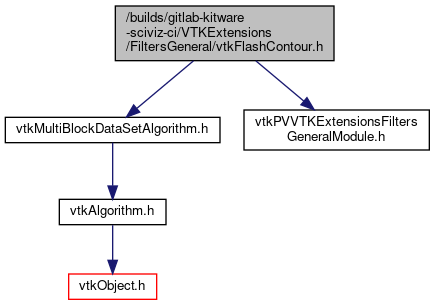 /builds/gitlab-kitware
-sciviz-ci/VTKExtensions
/FiltersGeneral/vtkFlashContour.h
vtkMultiBlockDataSetAlgorithm.h
vtkPVVTKExtensionsFilters
GeneralModule.h
vtkAlgorithm.h
vtkObject.h